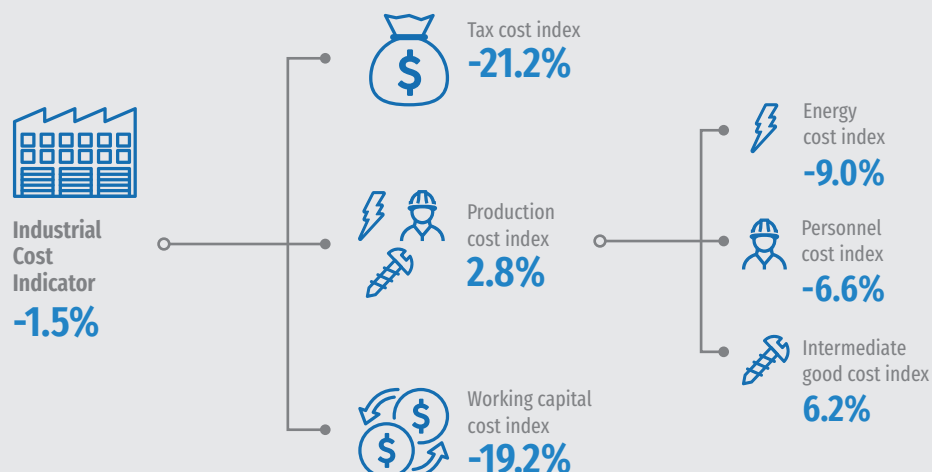 Industrial
Cost
Indicator
-1.5%
Tax cost index
-21.2%
Production
cost index
2.8%
Working capital
cost index
-19.2%
Energy
cost index
-9.0%
Personnel
cost index
-6.6%
Intermediate
good cost index
6.2%
$
$
$